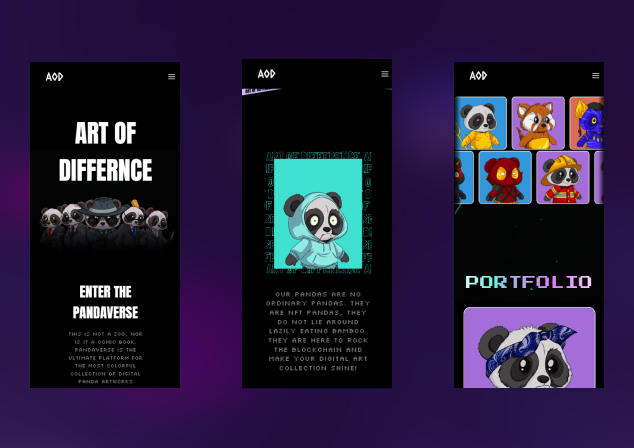 AOD
ART OF
DIFFERNCE
ENTER THE
PANDAVERSE
THIS IS NOT A ZOO, NOR
IS IT A COMIC BOOK.
PANDAVERSE IS THE
ULTIMATE PLATFORM FOR
THE MOST COLORFUL
COLLECTION OF DIGITAL
PANDA ARTWORKS
AOD
OUR PANDAS ARE NO
ORDINARY PANDAS. THEY
ARE NFT PANDAS, THEY
DO NOT LIE AROUND
LAZILY EATING BAMBOO.
THEY ARE HERE TO ROCK
THE BLOCKCHAIN AND
MAKE YOUR DIGITAL ART
COLLECTION SHINE!
AOD
PORTFOLIO